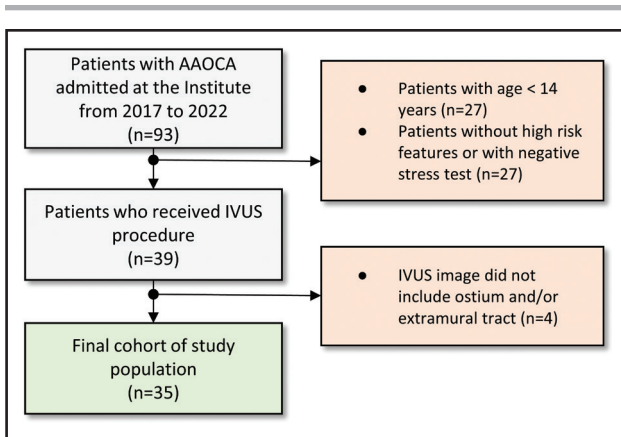 Patients with AAOCA
admitted at the Institute
from 2017 to 2022
(n=93)
● Patients with age < 14
years (n=27)
● Patients without high risk
features or with negative
stress test (n=27)
Patients who received IVUS
procedure
(n=39)
● IVUS image did not
include ostium and/or
extramural tract (n=4)
Final cohort of study
population
(n=35)